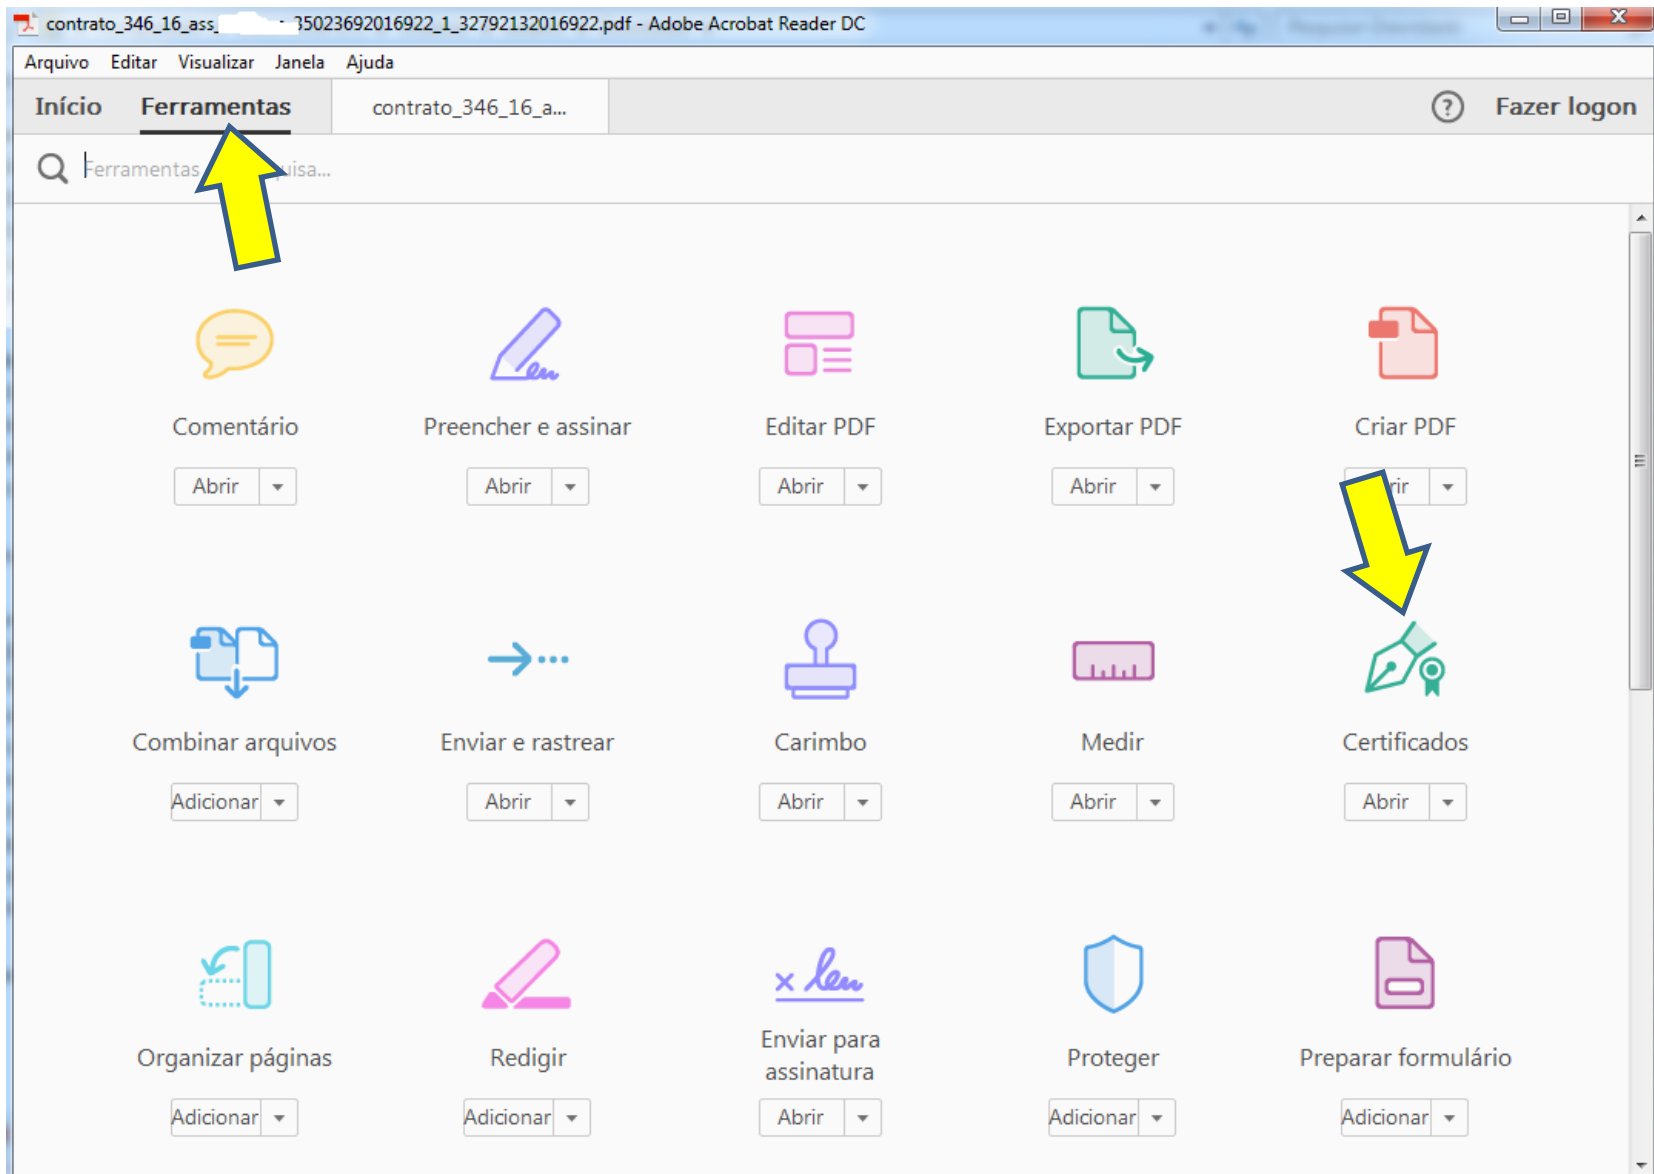 contrato_346_16_ass_ 35023692016922_1_32792132016922.pdf - Adobe Acrobat Reader DC
Arquivo Editar Visualizar Janela Ajuda
Início Ferramentas contrato_346_16_a... ? Fazer logon
Ferramentas
Comentário Preencher e assinar Editar PDF Exportar PDF Criar PDF
Abrir Abrir Abrir Abrir
Combinar arquivos Enviar e rastrear Carimbo Medir Certificados
Adicionar Abrir Abrir Abrir Abrir
Organizar páginas Redigir Enviar para assinatura Proteger Preparar formulário
Adicionar Adicionar Abrir Adicionar Adicionar